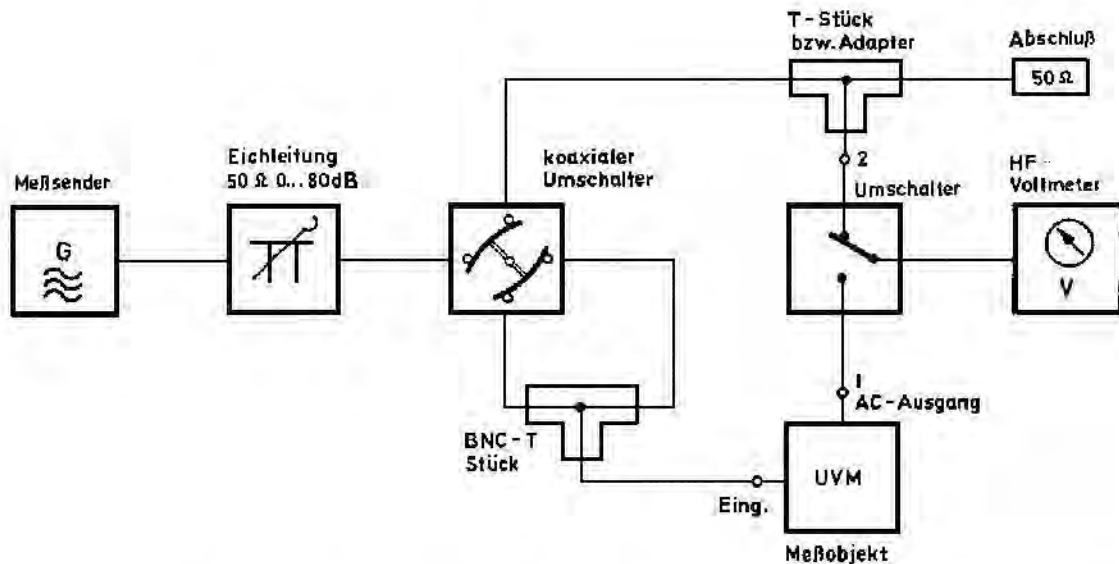 T-Stück
bzw. Adapter
Abschluß
50 Ω
Eichleitung
50 Ω 0...80dB
koaxialer
Umschalter
2
HF-
Voltmeter
Meßsender
Umschalter
G
V
1
AC-Ausgang
BNC-T
Stück
UVM
Eing.
Meßobjekt